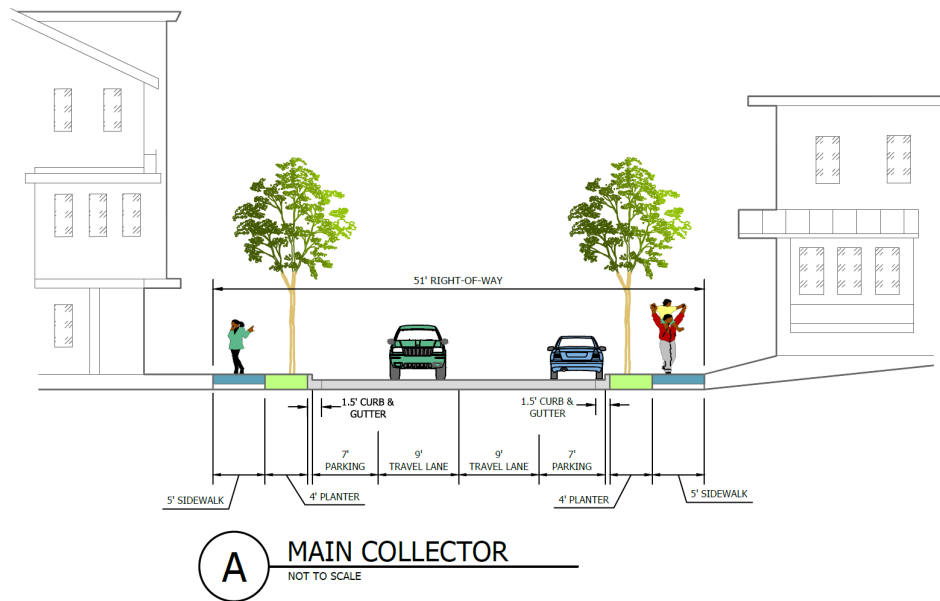 51' RIGHT-OF-WAY
1.5' CURB &
GUTTER
1.5' CURB &
GUTTER
7'
PARKING
9'
TRAVEL LANE
9'
TRAVEL LANE
7'
PARKING
5' SIDEWALK
4' PLANTER
4' PLANTER
5' SIDEWALK
A
MAIN COLLECTOR
NOT TO SCALE